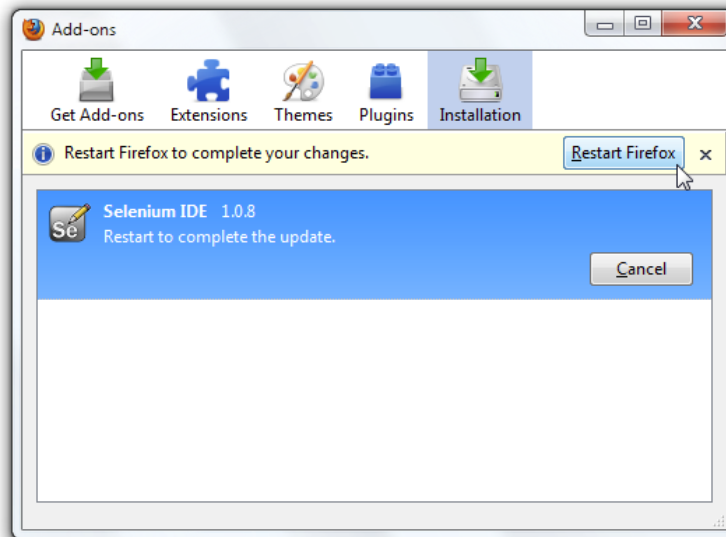 Add-ons
Get Add-ons Extensions Themes Plugins Installation
Restart Firefox to complete your changes. Restart Firefox
Se
Selenium IDE 1.0.8
Restart to complete the update.
Cancel